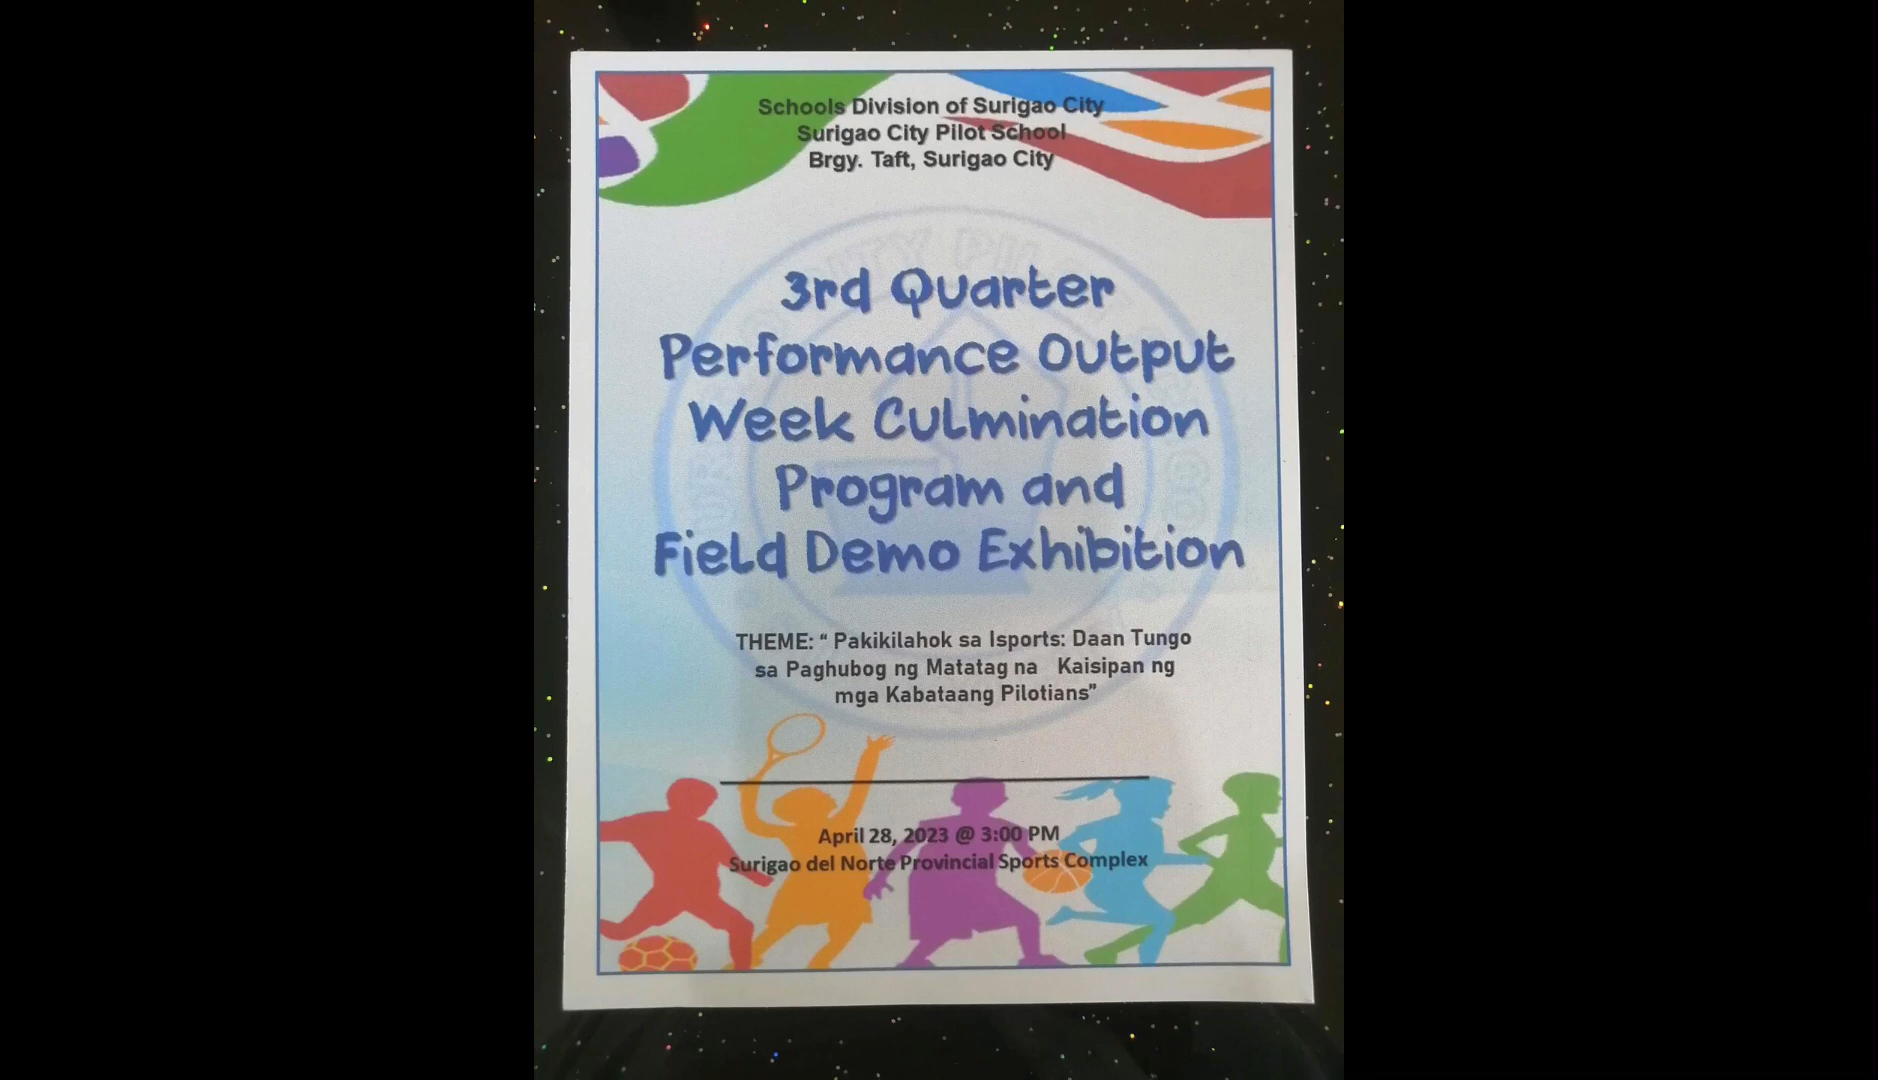 Schools Division of Surigao City
Surigao City Pilot School
Brgy. Taft, Surigao City
3rd Quarter
Performance Output
Week Culmination
Program and
Field Demo Exhibition
THEME: “ Pakikilahok sa Isports: Daan Tungo
sa Paghubog ng Matatag na Kaisipan ng
mga Kabataang Pilotians”
April 28, 2023 @ 3:00 PM
Surigao del Norte Provincial Sports Complex